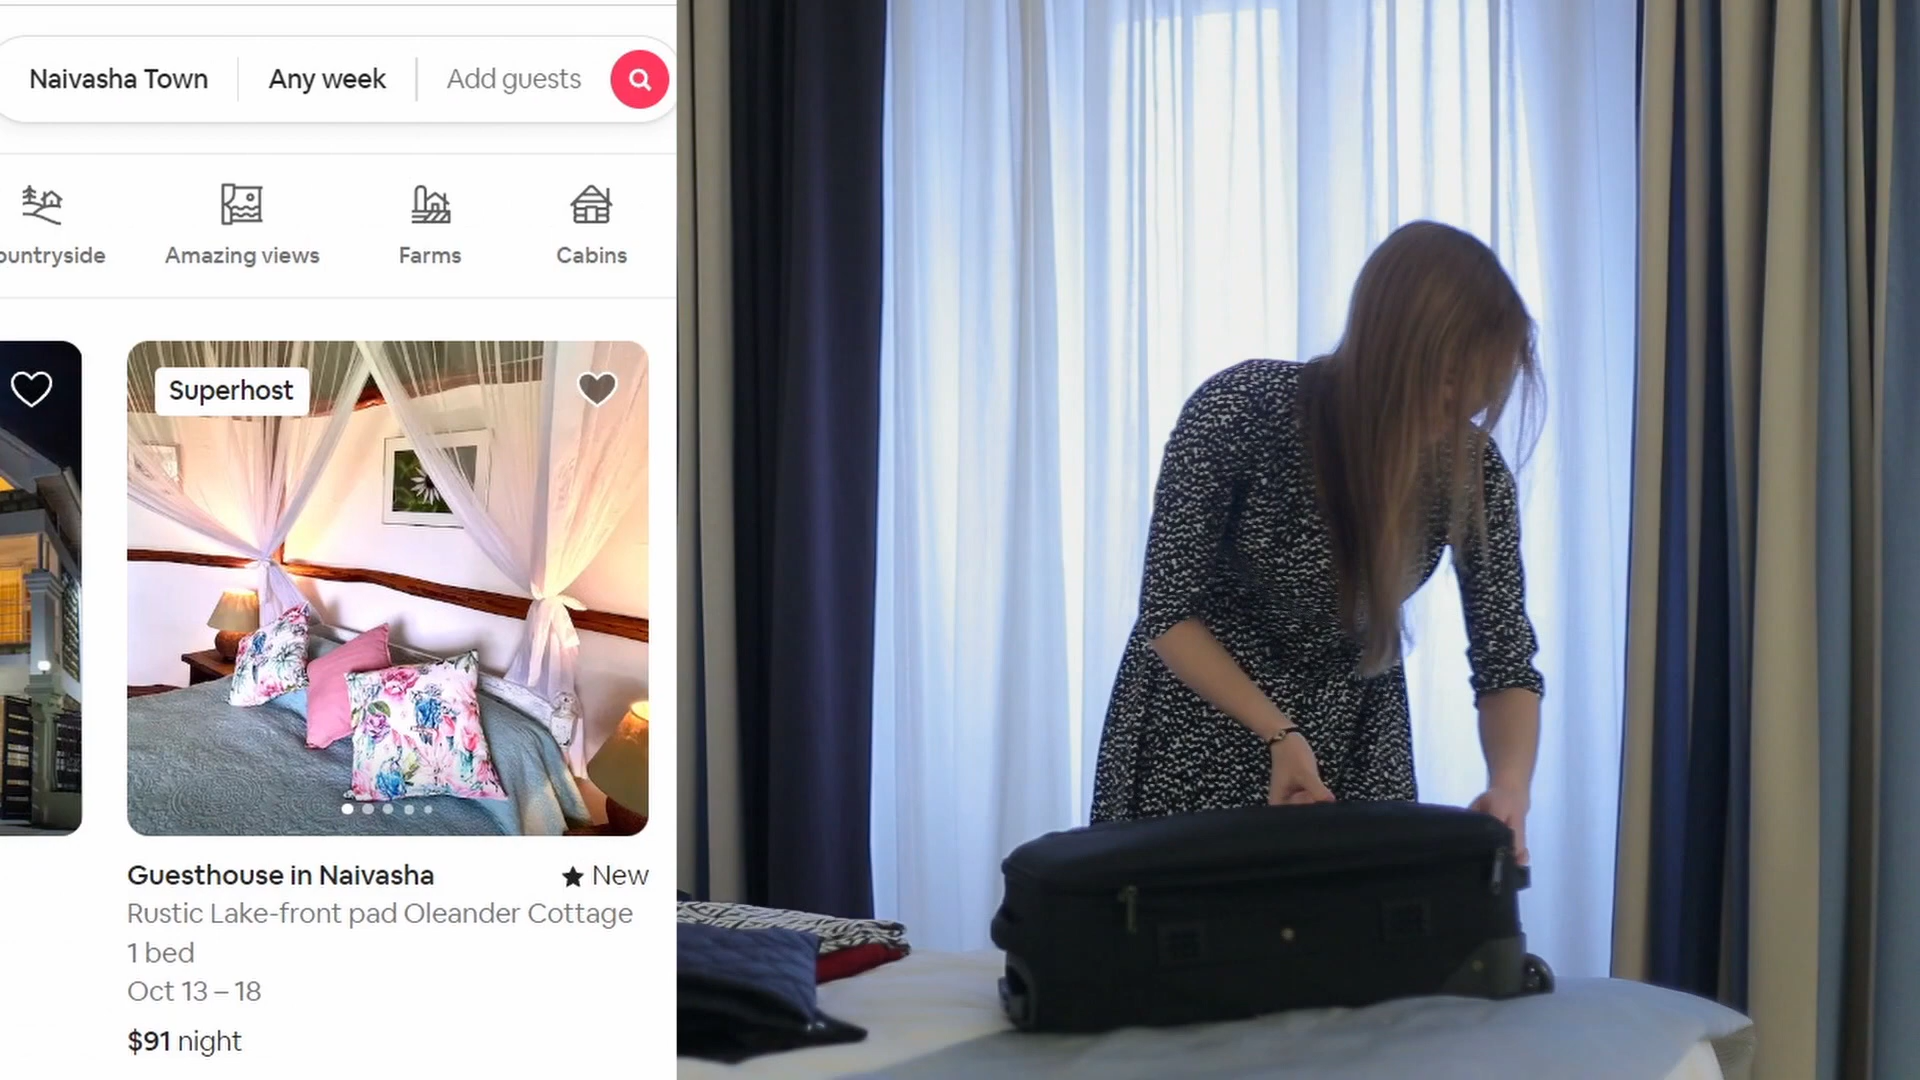 Naivasha Town
Any week
Add guests
ountryside
Amazing views
Farms
Cabins
Superhost
Guesthouse in Naivasha
New
Rustic Lake-front pad Oleander Cottage
1 bed
Oct 13 – 18
$91 night